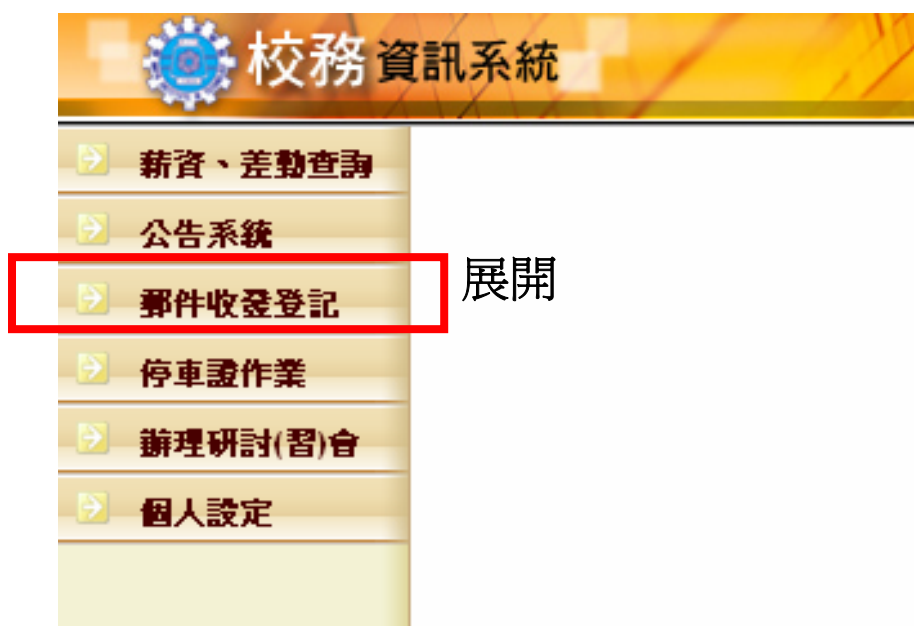 校務資訊系統
薪資、差勤查詢
公告系統
郵件收發登記
展開
停車證作業
辦理研討(習)會
個人設定